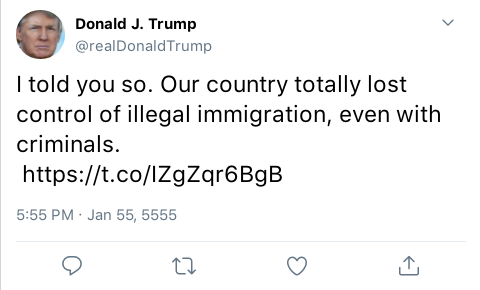 Donald J. Trump
@realDonaldTrump
I told you so. Our country totally lost
control of illegal immigration, even with
criminals.
https://t.co/IZgZqr6BgB
5:55 PM · Jan 55, 5555